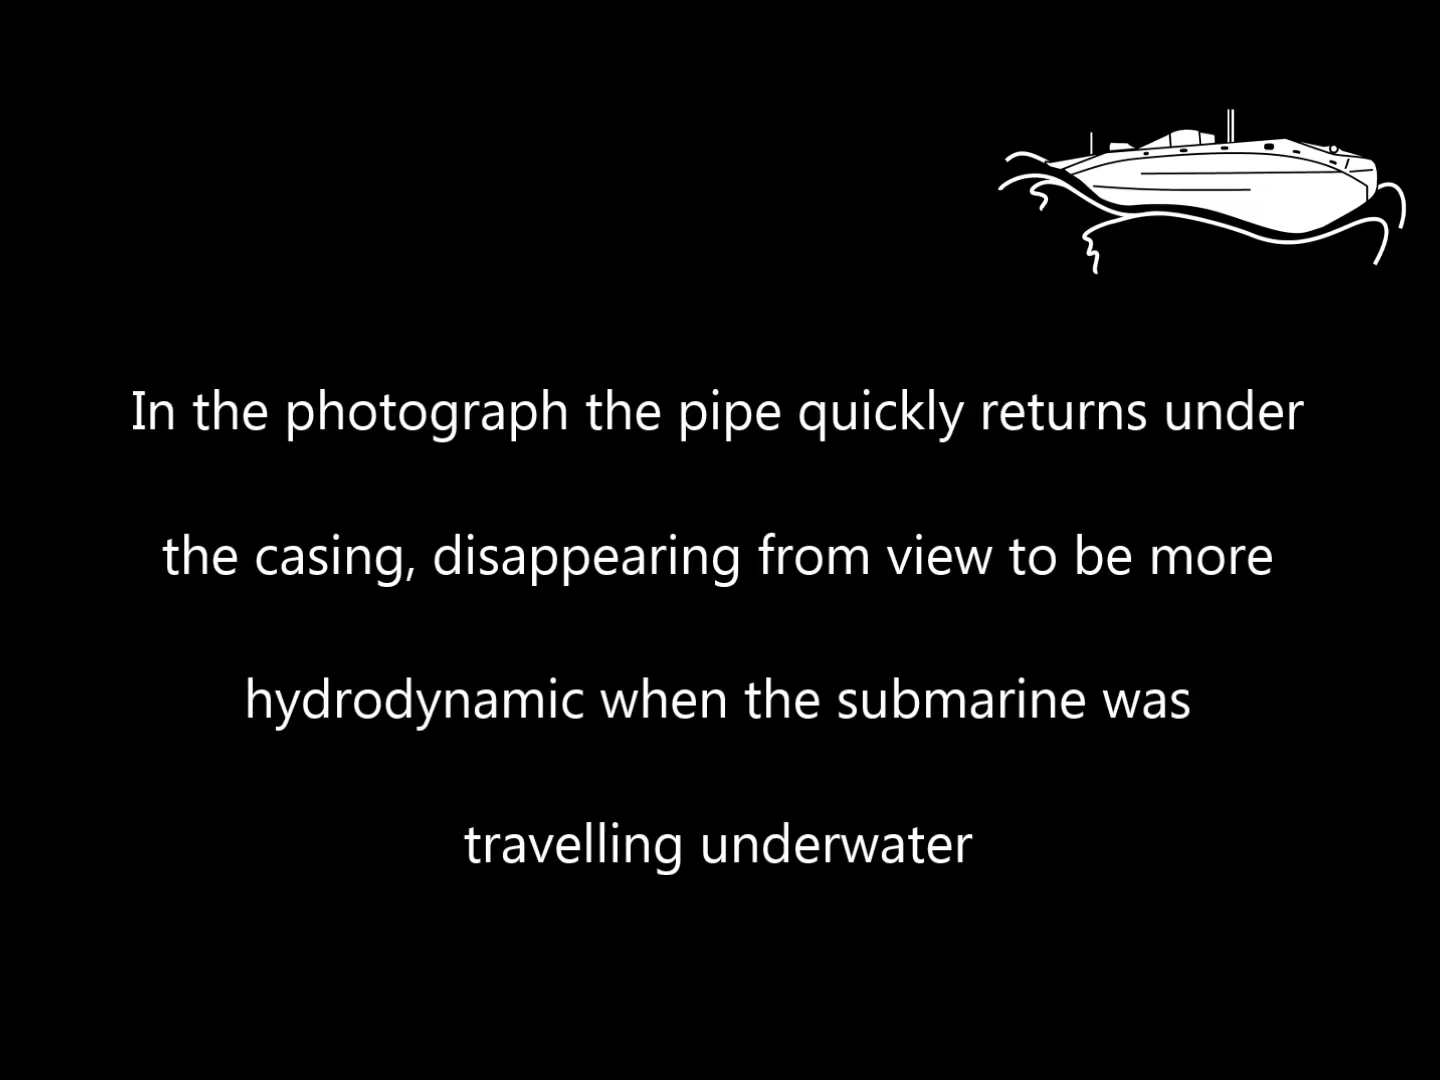 In the photograph the pipe quickly returns under
the casing, disappearing from view to be more
hydrodynamic when the submarine was
travelling underwater